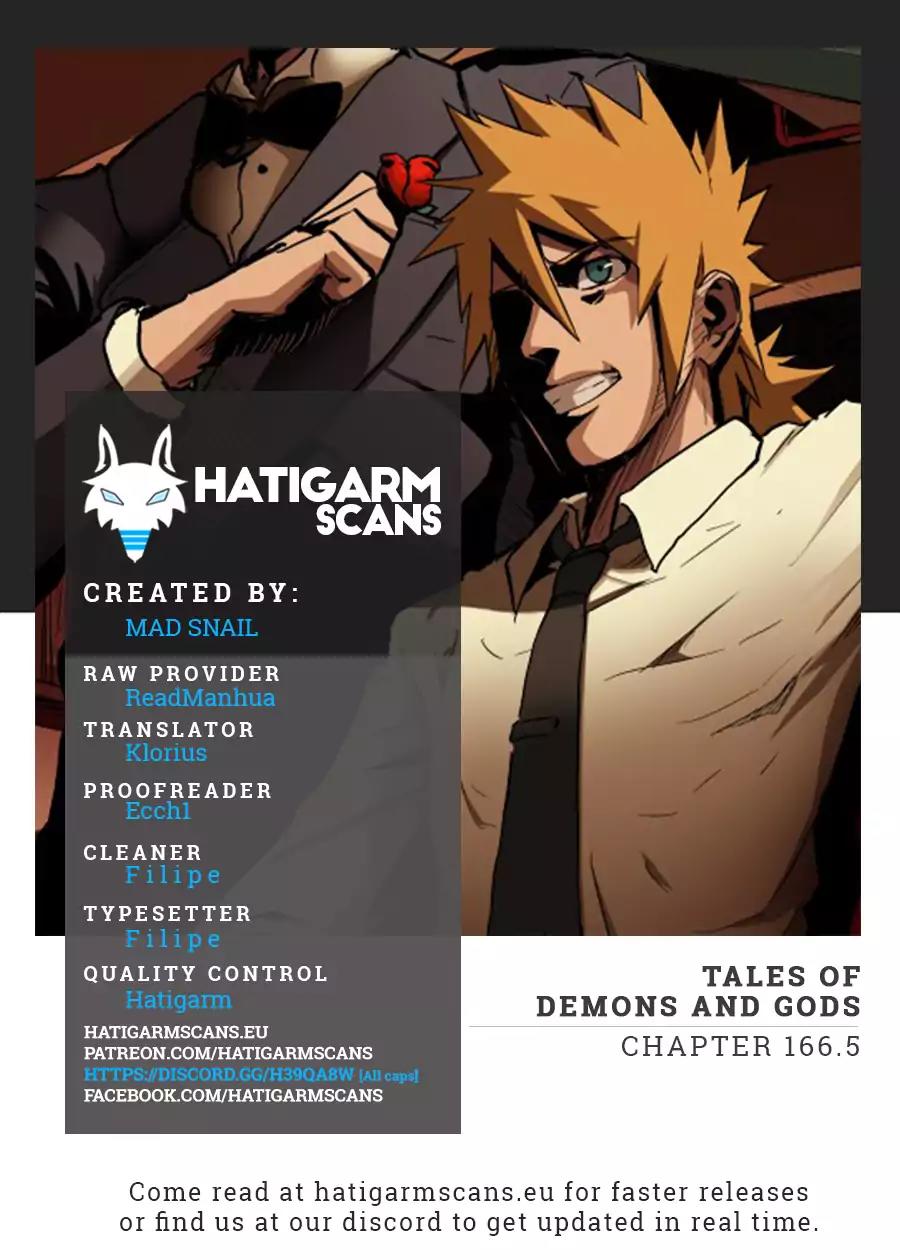 HATIGARM
SCANS
CREATED BY:
MAD SNAIL
RAW PROVIDER
ReadManhua
TRANSLATOR
Klorius
PROOFREADER
Ecch1
CLEANER
Filipe
TYPESETTER
Filipe
QUALITY CONTROL
Hatigarm
HATIGARMSCANS.EU
PATREON.COM/HATIGARMSCANS
HTTPS://DISCORD.GG/H39QA8W [All caps]
FACEBOOK.COM/HATIGARMSCANS
TALES OF
DEMONS AND GODS
CHAPTER 166.5
Come read at hatigarmscans.eu for faster releases
or find us at our discord to get updated in real time.